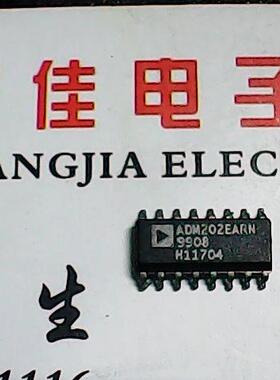 佳电子
ANGJIA ELEC
ADM202EARN
9908
H11704
生